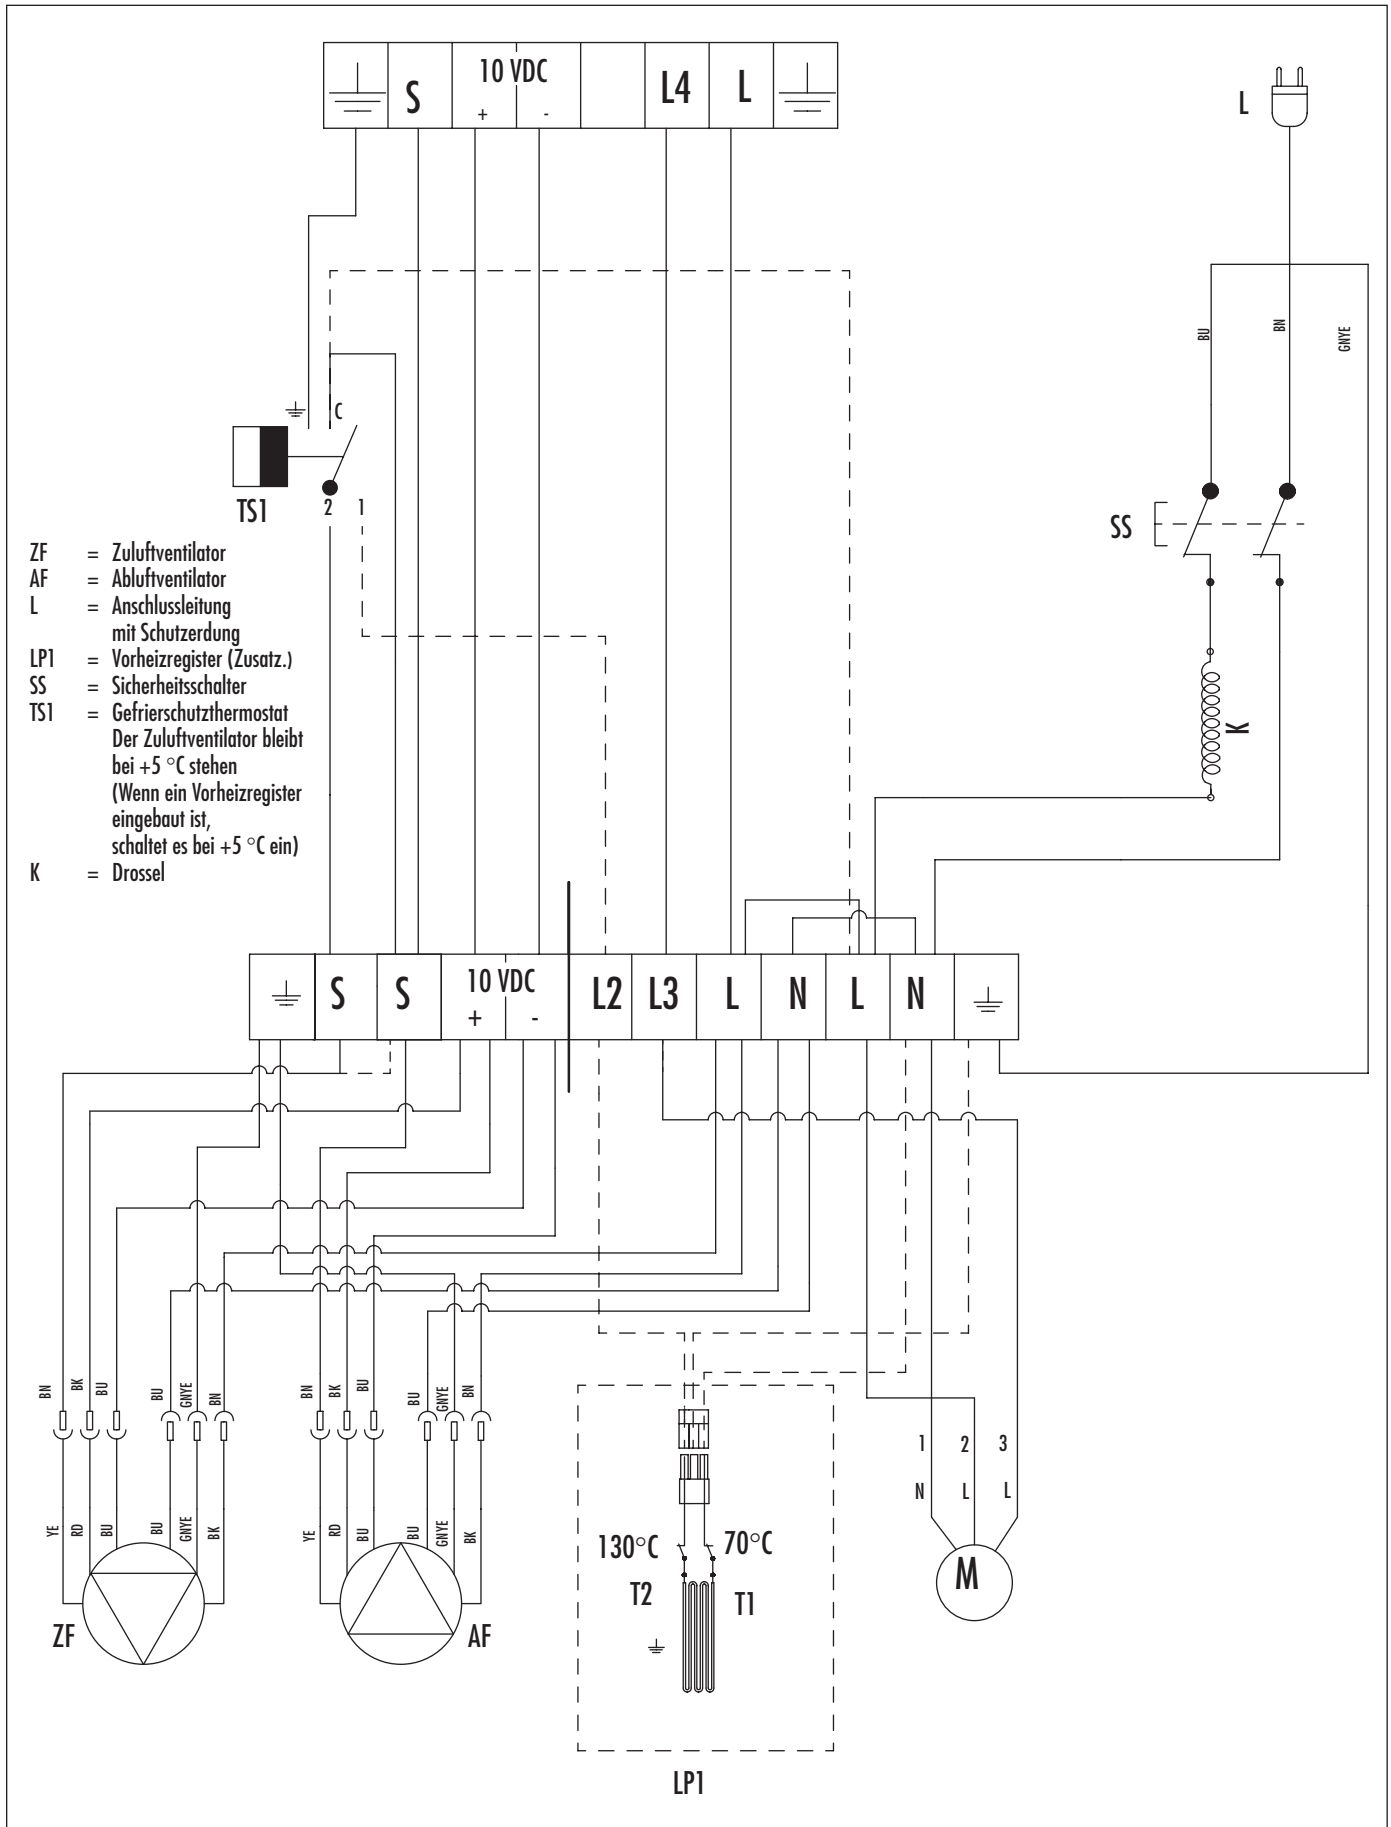 S 10 VDC L4 L
+ -
L
BU BN GNYE
C
TS1 2 1
SS
ZF = Zuluftventilator
AF = Abluftventilator
L = Anschlussleitung
mit Schutzerdung
LP1 = Vorheizregister (Zusatz.)
SS = Sicherheitsschalter
TS1 = Gefrierschutzthermostat
Der Zuluftventilator bleibt
bei +5 °C stehen
(Wenn ein Vorheizregister
eingebaut ist,
schaltet es bei +5 °C ein)
K = Drossel
K
S S 10 VDC L2 L3 L N L N
+ -
BN BK BU BU GNYE BN BN BK BU BU GNYE BN
1 2 3
N L L
YE RD BU BU GNYE BK YE RD BU BU GNYE BK
130°C 70°C
M
T2 T1
ZF AF
LP1